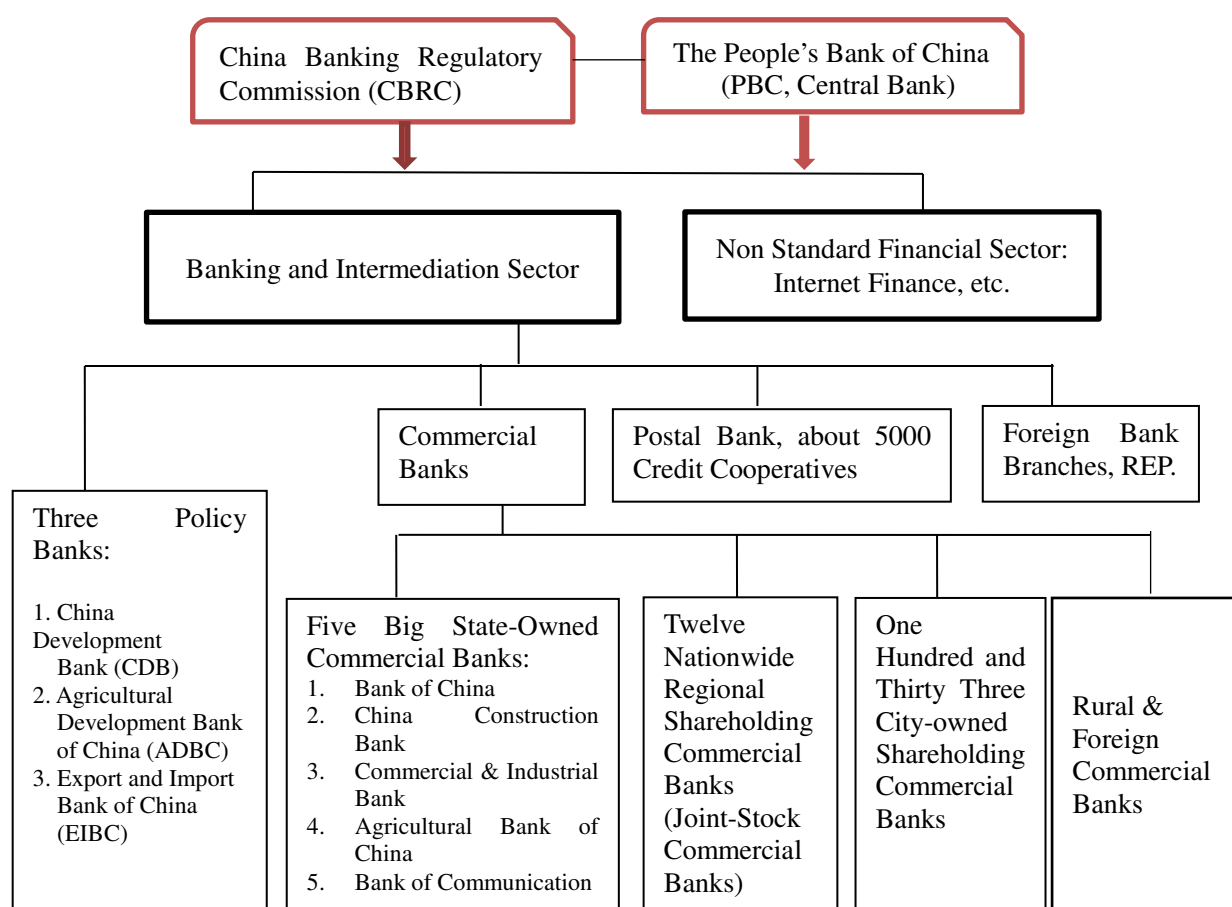 China Banking Regulatory
Commission (CBRC)
The People's Bank of China
(PBC, Central Bank)
Banking and Intermediation Sector
Non Standard Financial Sector:
Internet Finance, etc.
Commercial
Banks
Postal Bank, about 5000
Credit Cooperatives
Foreign Bank
Branches, REP.
Three Policy
Banks:
1. China
Development
Bank (CDB)
2. Agricultural
Development Bank
of China (ADBC)
3. Export and Import
Bank of China
(EIBC)
Five Big State-Owned
Commercial Banks:
1. Bank of China
2. China Construction
Bank
3. Commercial & Industrial
Bank
4. Agricultural Bank of
China
5. Bank of Communication
Twelve
Nationwide
Regional
Shareholding
Commercial
Banks
(Joint-Stock
Commercial
Banks)
One
Hundred and
Thirty Three
City-owned
Shareholding
Commercial
Banks
Rural &
Foreign
Commercial
Banks